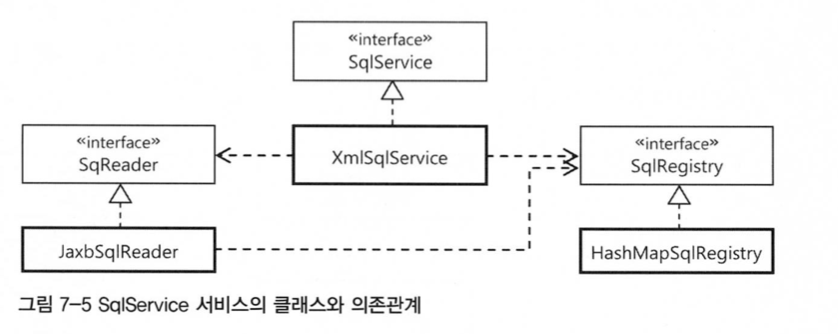 «interface»
SqlService
«interface»
SqReader
XmlSqlService
«interface»
SqlRegistry
JaxbSqlReader
HashMapSqlRegistry
그림 7-5 SqlService 서비스의 클래스와 의존관계